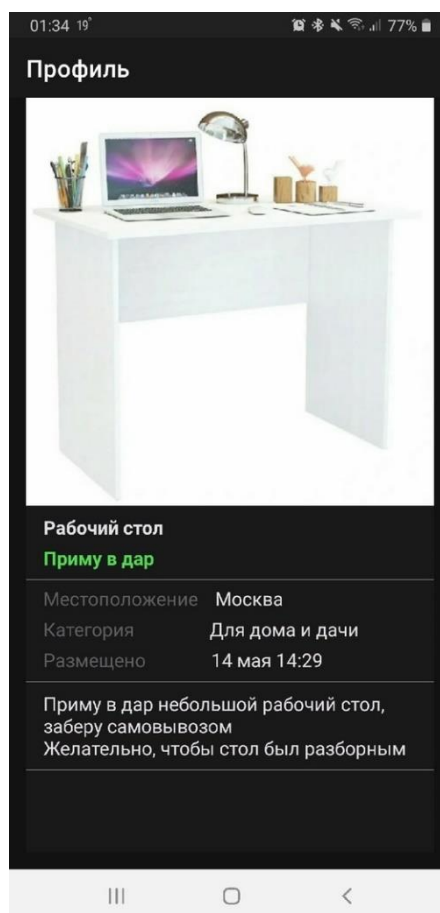 01:34 19° 77%
Профиль
Рабочий стол
Приму в дар
Местоположение Москва
Категория Для дома и дачи
Размещено 14 мая 14:29
Приму в дар небольшой рабочий стол,
заберу самовывозом
Желательно, чтобы стол был разборным